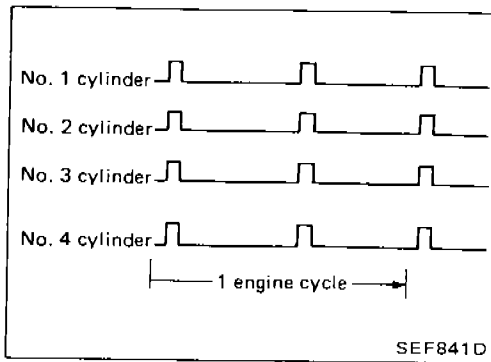 No. 1 cylinder
No. 2 cylinder
No. 3 cylinder
No. 4 cylinder
1 engine cycle
SEF841D